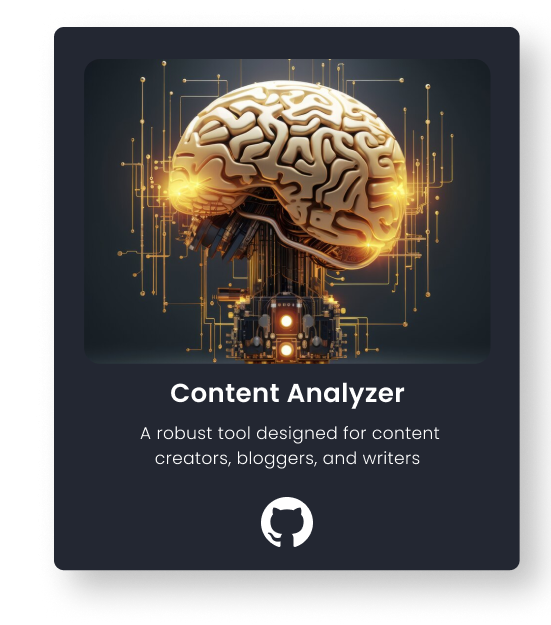 Content Analyzer
A robust tool designed for content
creators, bloggers, and writers